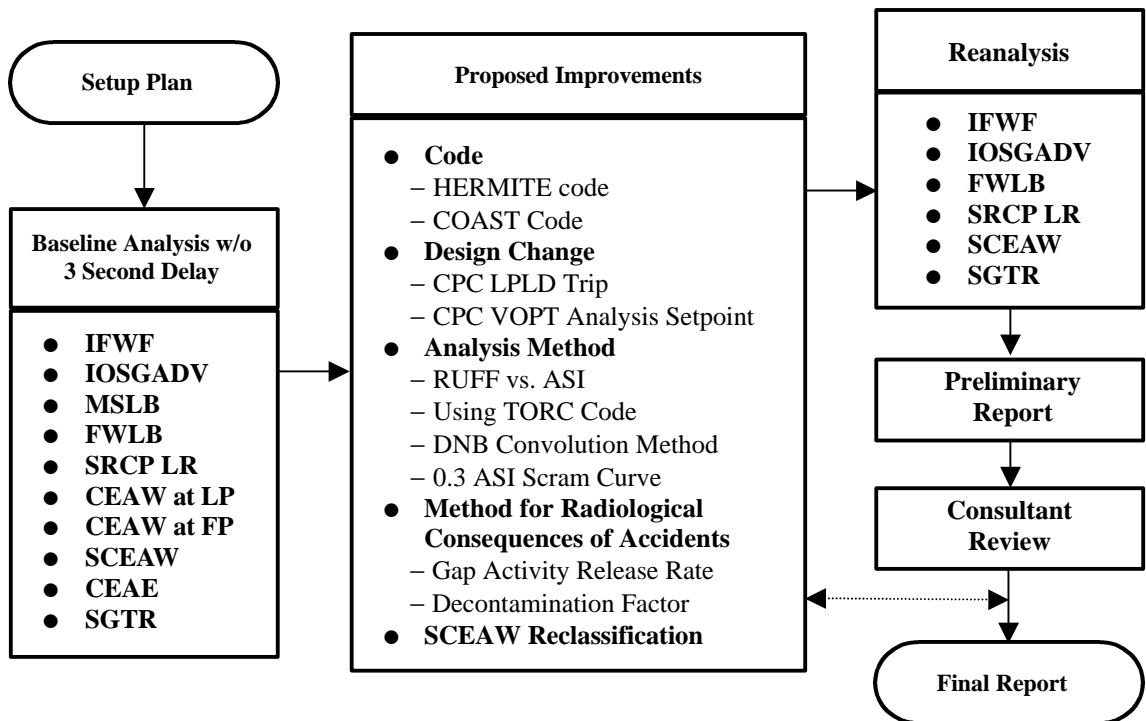 Setup Plan
Baseline Analysis w/o
3 Second Delay
● IFWF
● IOSGADV
● MSLB
● FWLB
● SRCP LR
● CEAW at LP
● CEAW at FP
● SCEAW
● CEAE
● SGTR
Proposed Improvements
● Code
– HERMITE code
– COAST Code
● Design Change
– CPC LPLD Trip
– CPC VOPT Analysis Setpoint
● Analysis Method
– RUFF vs. ASI
– Using TORC Code
– DNB Convolution Method
– 0.3 ASI Scram Curve
● Method for Radiological
Consequences of Accidents
– Gap Activity Release Rate
– Decontamination Factor
● SCEAW Reclassification
Reanalysis
● IFWF
● IOSGADV
● FWLB
● SRCP LR
● SCEAW
● SGTR
Preliminary
Report
Consultant
Review
Final Report